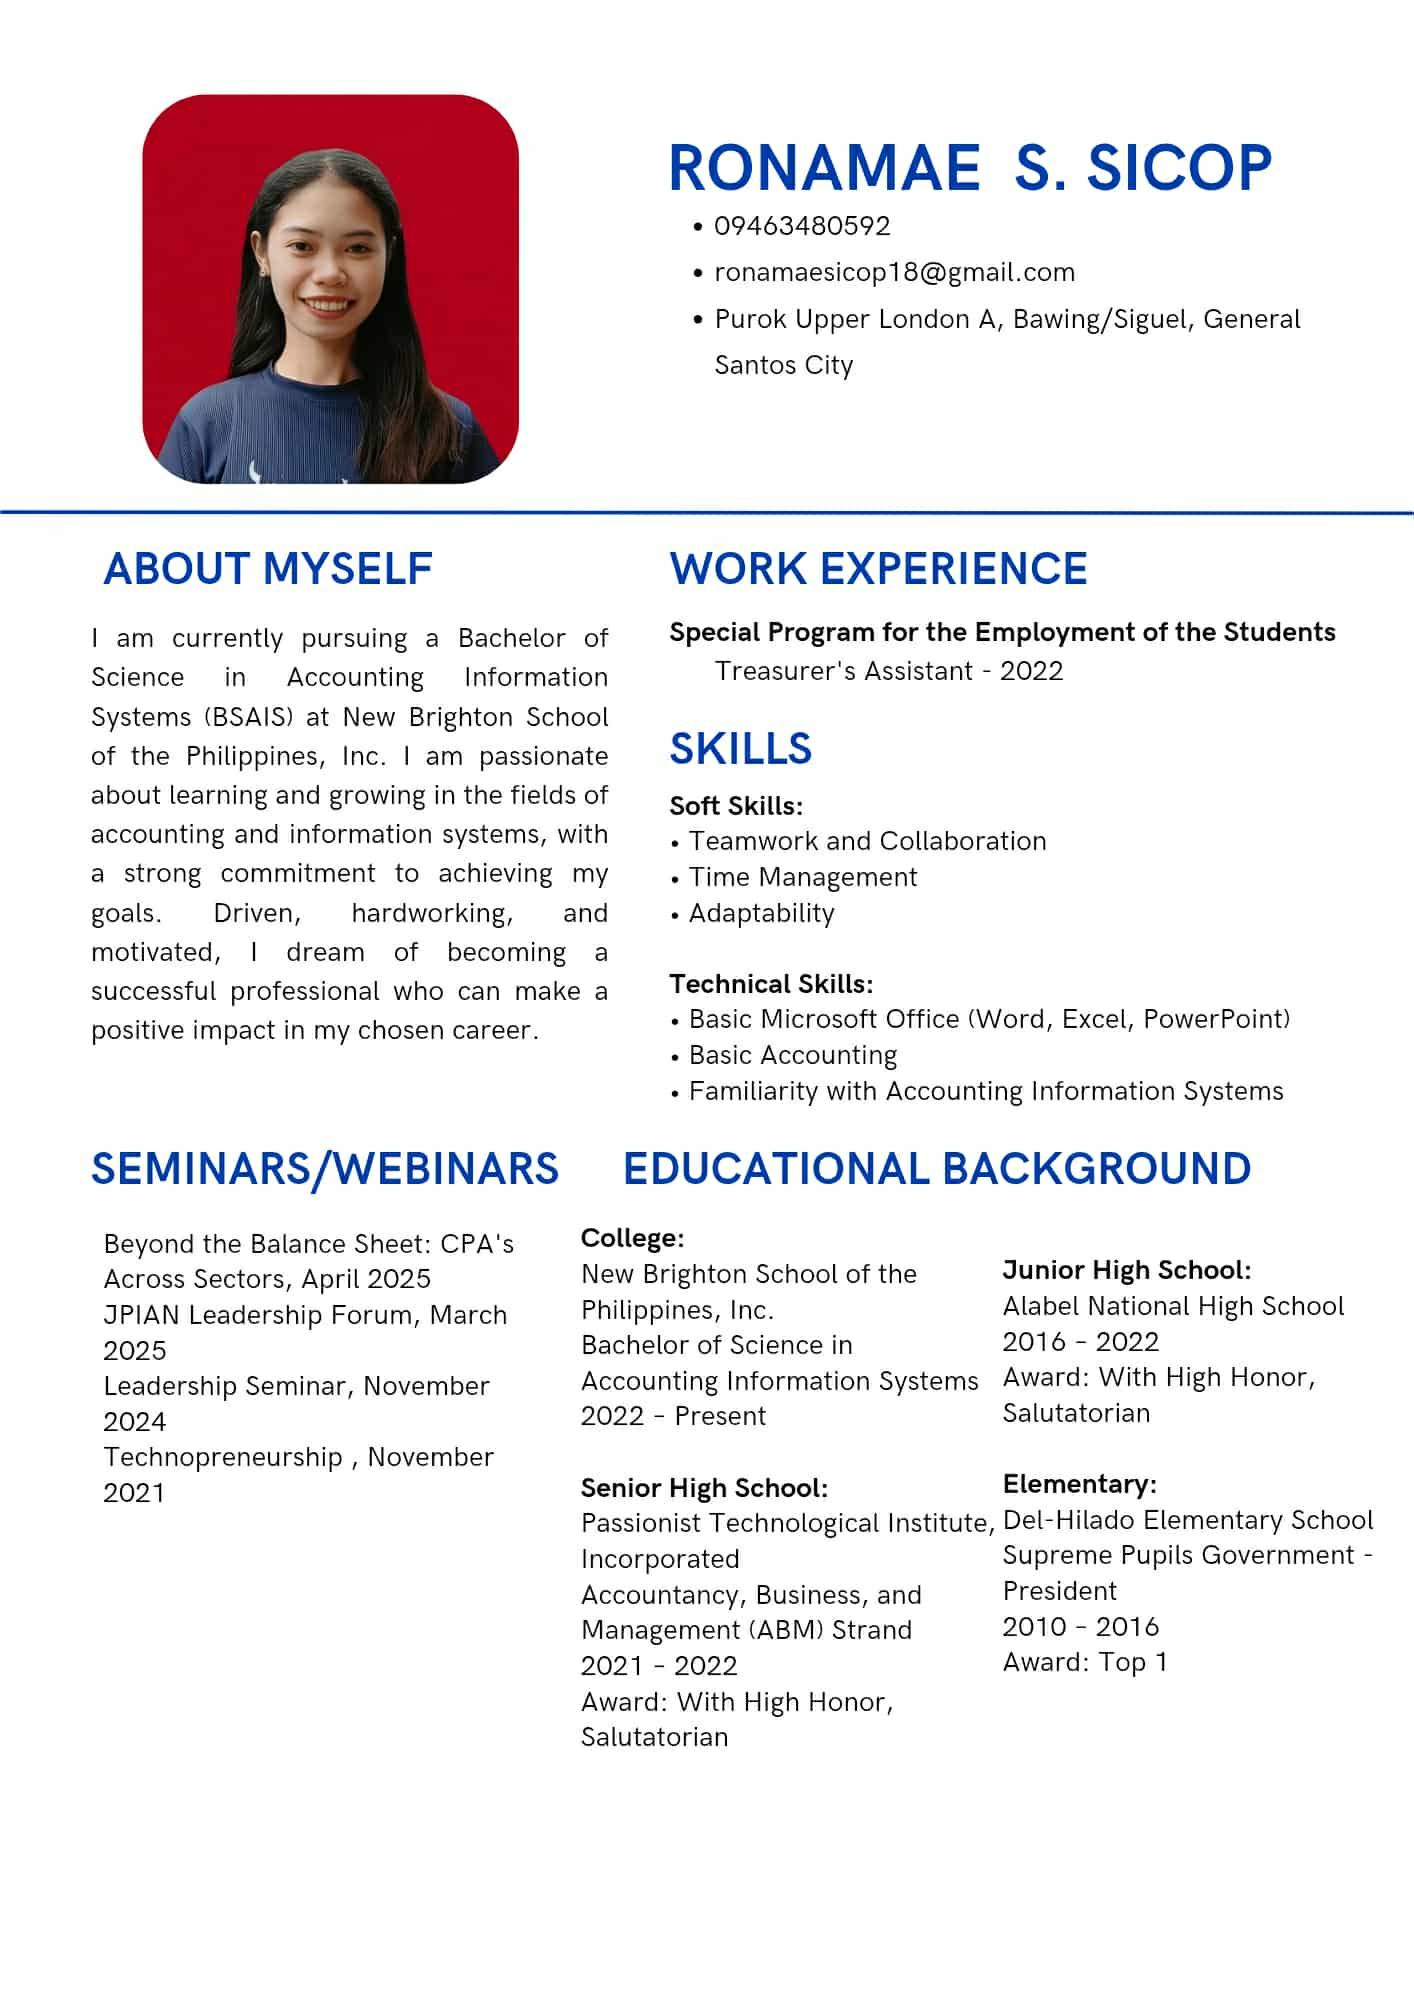 RONAMAE S. SICOP
• 09463480592
• ronamaesicop18@gmail.com
• Purok Upper London A, Bawing/Siguel, General
Santos City
ABOUT MYSELF
I am currently pursuing a Bachelor of
Science in Accounting Information
Systems (BSAIS) at New Brighton School
of the Philippines, Inc. I am passionate
about learning and growing in the fields of
accounting and information systems, with
a strong commitment to achieving my
goals. Driven, hardworking, and
motivated, I dream of becoming a
successful professional who can make a
positive impact in my chosen career.
WORK EXPERIENCE
Special Program for the Employment of the Students
Treasurer's Assistant - 2022
SKILLS
Soft Skills:
• Teamwork and Collaboration
• Time Management
• Adaptability
Technical Skills:
• Basic Microsoft Office (Word, Excel, PowerPoint)
• Basic Accounting
• Familiarity with Accounting Information Systems
SEMINARS/WEBINARS
Beyond the Balance Sheet: CPA's
Across Sectors, April 2025
JPIAN Leadership Forum, March
2025
Leadership Seminar, November
2024
Technopreneurship , November
2021
EDUCATIONAL BACKGROUND
College:
New Brighton School of the
Philippines, Inc.
Bachelor of Science in
Accounting Information Systems
2022 – Present
Senior High School:
Passionist Technological Institute,
Incorporated
Accountancy, Business, and
Management (ABM) Strand
2021 – 2022
Award: With High Honor,
Salutatorian
Junior High School:
Alabel National High School
2016 – 2022
Award: With High Honor,
Salutatorian
Elementary:
Del-Hilado Elementary School
Supreme Pupils Government -
President
2010 – 2016
Award: Top 1